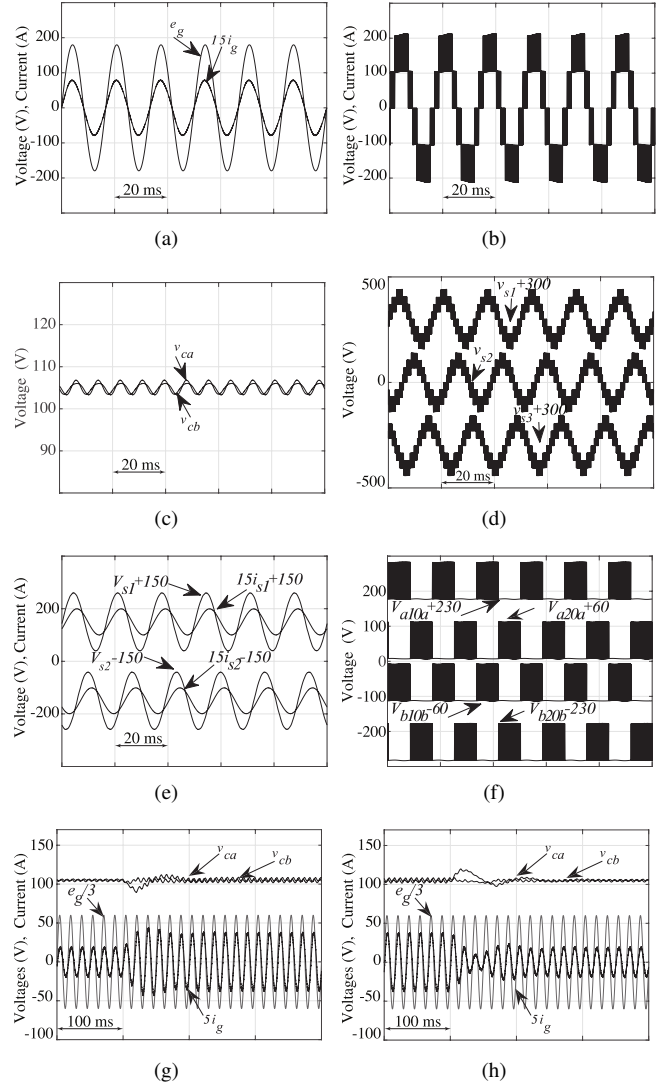 Voltage (V), Current (A)
200
100
0
-100
-200
e_g
15i_g
20 ms
(a)
Voltage (V), Current (A)
200
100
0
-100
-200
20 ms
(b)
Voltage (V)
120
110
100
90
v_ca
v_cb
20 ms
(c)
Voltage (V)
500
0
-500
v_s1+300
v_s2
v_s3+300
20 ms
(d)
Voltage (V), Current (A)
200
0
-200
V_s1+150
15i_s1+150
V_s2-150
15i_s2-150
20 ms
(e)
Voltage (V)
200
100
0
-100
-200
V_a10a+230
V_a20a+60
V_b10b-60
V_b20b-230
(f)
Voltages (V), Current (A)
150
100
50
0
-50
-100
v_ca
v_cb
e_g/3
5i_g
100 ms
(g)
Voltages (V), Current (A)
150
100
50
0
-50
-100
v_ca
v_cb
e_g/3
5i_g
100 ms
(h)